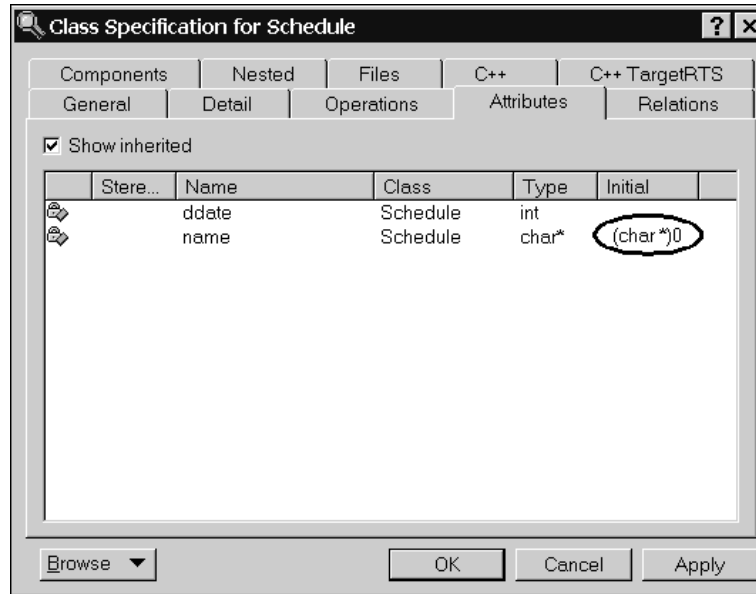 Class Specification for Schedule ? X
Components Nested Files C++ C++ TargetRTS
General Detail Operations Attributes Relations
Show inherited
Stere... Name Class Type Initial
ddate Schedule int
name Schedule char* (char *)0
Browse OK Cancel Apply